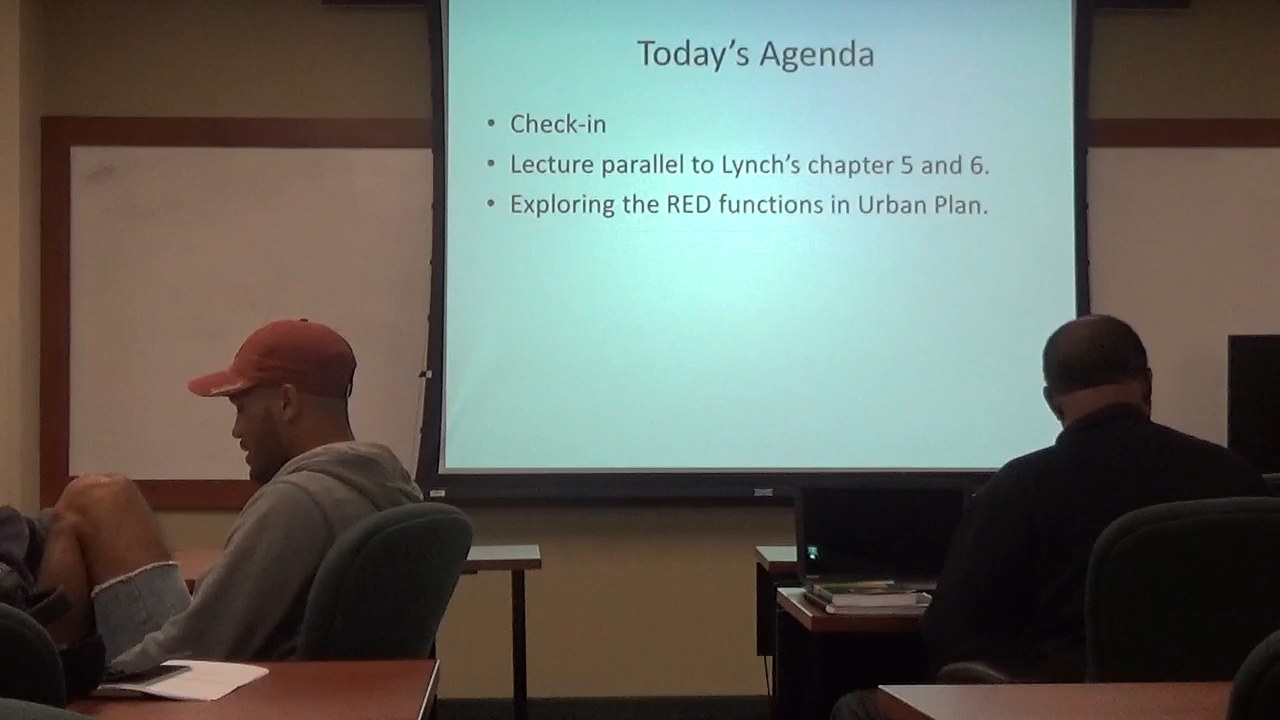 Today's Agenda
• Check-in
• Lecture parallel to Lynch's chapter 5 and 6.
• Exploring the RED functions in Urban Plan.